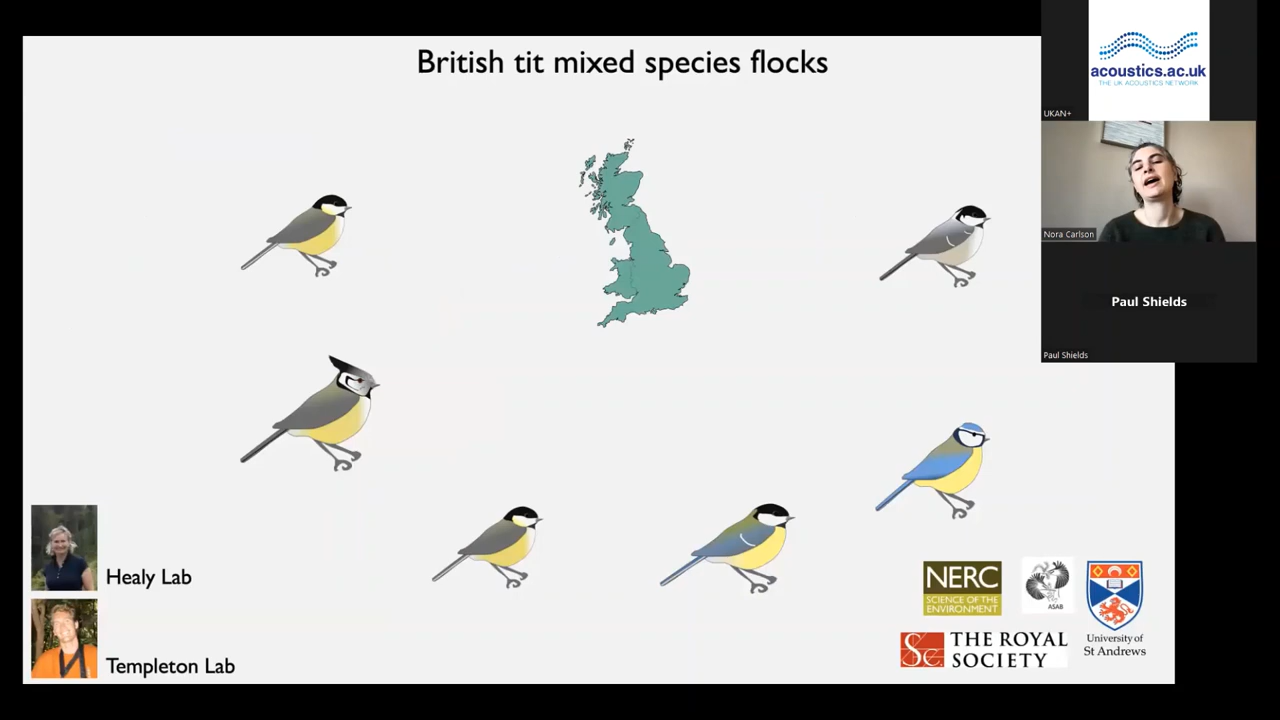 British tit mixed species flocks
acoustics.ac.uk
THE UK ACOUSTICS NETWORK
UKAN+
Nora Carlson
Paul Shields
Paul Shields
Healy Lab
Templeton Lab
NERC
SCIENCE OF THE
ENVIRONMENT
ASAB
University of
St Andrews
THE ROYAL
SOCIETY